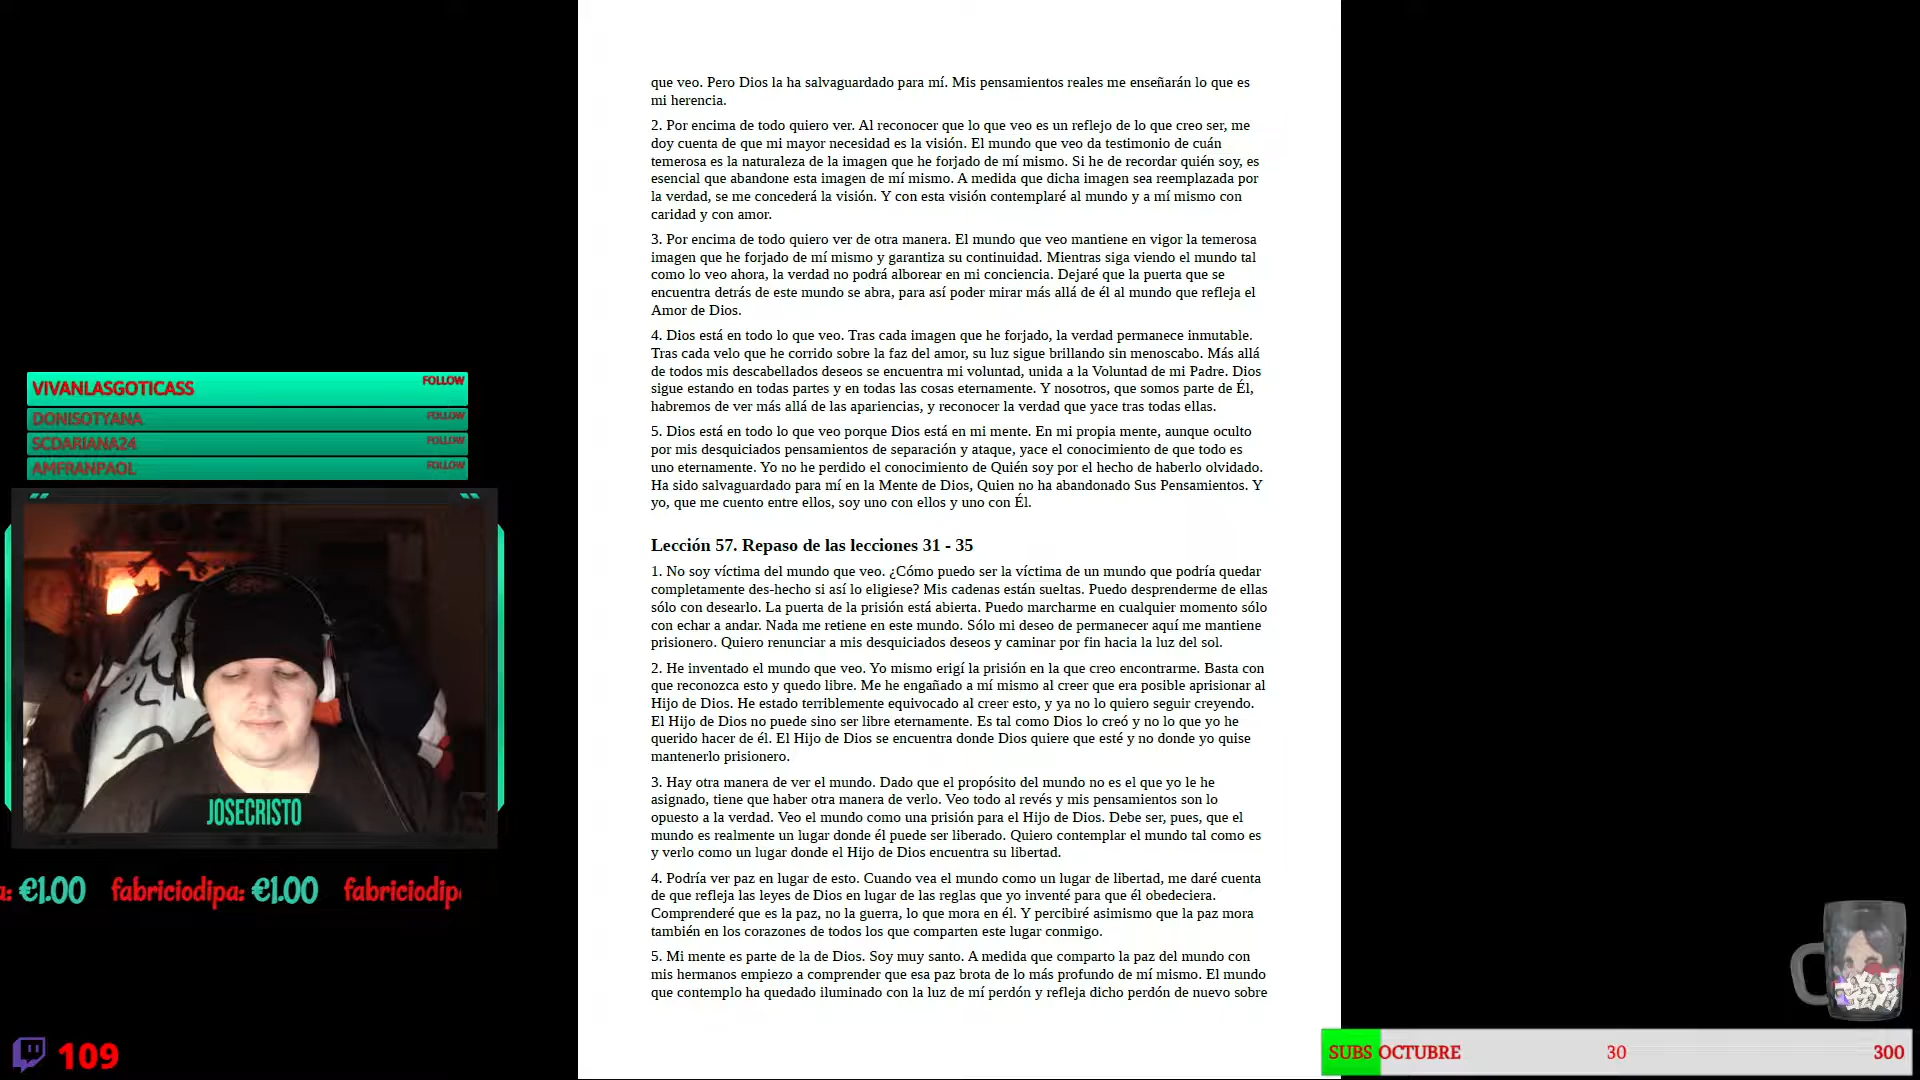 que veo. Pero Dios la ha salvaguardado para mí. Mis pensamientos reales me enseñarán lo que es
mi herencia.
2. Por encima de todo quiero ver. Al reconocer que lo que veo es un reflejo de lo que creo ser, me
doy cuenta de que mi mayor necesidad es la visión. El mundo que veo da testimonio de cuán
temerosa es la naturaleza de la imagen que he forjado de mí mismo. Si he de recordar quién soy, es
esencial que abandone esta imagen de mí mismo. A medida que dicha imagen sea reemplazada por
la verdad, se me concederá la visión. Y con esta visión contemplaré al mundo y a mí mismo con
caridad y con amor.
3. Por encima de todo quiero ver de otra manera. El mundo que veo mantiene en vigor la temerosa
imagen que he forjado de mí mismo y garantiza su continuidad. Mientras siga viendo el mundo tal
como lo veo ahora, la verdad no podrá alborear en mi conciencia. Dejaré que la puerta que se
encuentra detrás de este mundo se abra, para así poder mirar más allá de él al mundo que refleja el
Amor de Dios.
4. Dios está en todo lo que veo. Tras cada imagen que he forjado, la verdad permanece inmutable.
Tras cada velo que he corrido sobre la faz del amor, su luz sigue brillando sin menoscabo. Más allá
de todos mis descabellados deseos se encuentra mi voluntad, unida a la Voluntad de mi Padre. Dios
sigue estando en todas partes y en todas las cosas eternamente. Y nosotros, que somos parte de Él,
habremos de ver más allá de las apariencias, y reconocer la verdad que yace tras todas ellas.
5. Dios está en todo lo que veo porque Dios está en mi mente. En mi propia mente, aunque oculto
por mis desquiciados pensamientos de separación y ataque, yace el conocimiento de que todo es
uno eternamente. Yo no he perdido el conocimiento de Quién soy por el hecho de haberlo olvidado.
Ha sido salvaguardado para mí en la Mente de Dios, Quien no ha abandonado Sus Pensamientos. Y
yo, que me cuento entre ellos, soy uno con ellos y uno con Él.
Lección 57. Repaso de las lecciones 31 - 35
1. No soy víctima del mundo que veo. ¿Cómo puedo ser la víctima de un mundo que podría quedar
completamente des-hecho si así lo eligiese? Mis cadenas están sueltas. Puedo desprenderme de ellas
sólo con desearlo. La puerta de la prisión está abierta. Puedo marcharme en cualquier momento sólo
con echar a andar. Nada me retiene en este mundo. Sólo mi deseo de permanecer aquí me mantiene
prisionero. Quiero renunciar a mis desquiciados deseos y caminar por fin hacia la luz del sol.
2. He inventado el mundo que veo. Yo mismo erigí la prisión en la que creo encontrarme. Basta con
que reconozca esto y quedo libre. Me he engañado a mí mismo al creer que era posible aprisionar al
Hijo de Dios. He estado terriblemente equivocado al creer esto, y ya no lo quiero seguir creyendo.
El Hijo de Dios no puede sino ser libre eternamente. Es tal como Dios lo creó y no lo que yo he
querido hacer de él. El Hijo de Dios se encuentra donde Dios quiere que esté y no donde yo quise
mantenerlo prisionero.
3. Hay otra manera de ver el mundo. Dado que el propósito del mundo no es el que yo le he
asignado, tiene que haber otra manera de verlo. Veo todo al revés y mis pensamientos son lo
opuesto a la verdad. Veo el mundo como una prisión para el Hijo de Dios. Debe ser, pues, que el
mundo es realmente un lugar donde él puede ser liberado. Quiero contemplar el mundo tal como es
y verlo como un lugar donde el Hijo de Dios encuentra su libertad.
4. Podría ver paz en lugar de esto. Cuando vea el mundo como un lugar de libertad, me daré cuenta
de que refleja las leyes de Dios en lugar de las reglas que yo inventé para que él obedeciera.
Comprenderé que es la paz, no la guerra, lo que mora en él. Y percibiré asimismo que la paz mora
también en los corazones de todos los que comparten este lugar conmigo.
5. Mi mente es parte de la de Dios. Soy muy santo. A medida que comparto la paz del mundo con
mis hermanos empiezo a comprender que esa paz brota de lo más profundo de mí mismo. El mundo
que contemplo ha quedado iluminado con la luz de mí perdón y refleja dicho perdón de nuevo sobre
VIVANLASGOTICASS FOLLOW
DONISOTYANA FOLLOW
SCDARIANA24 FOLLOW
AMFRANPAOL FOLLOW
JOSECRISTO
a: €1.00 fabriciodipa: €1.00 fabriciodip
109
SUBS OCTUBRE 30 300